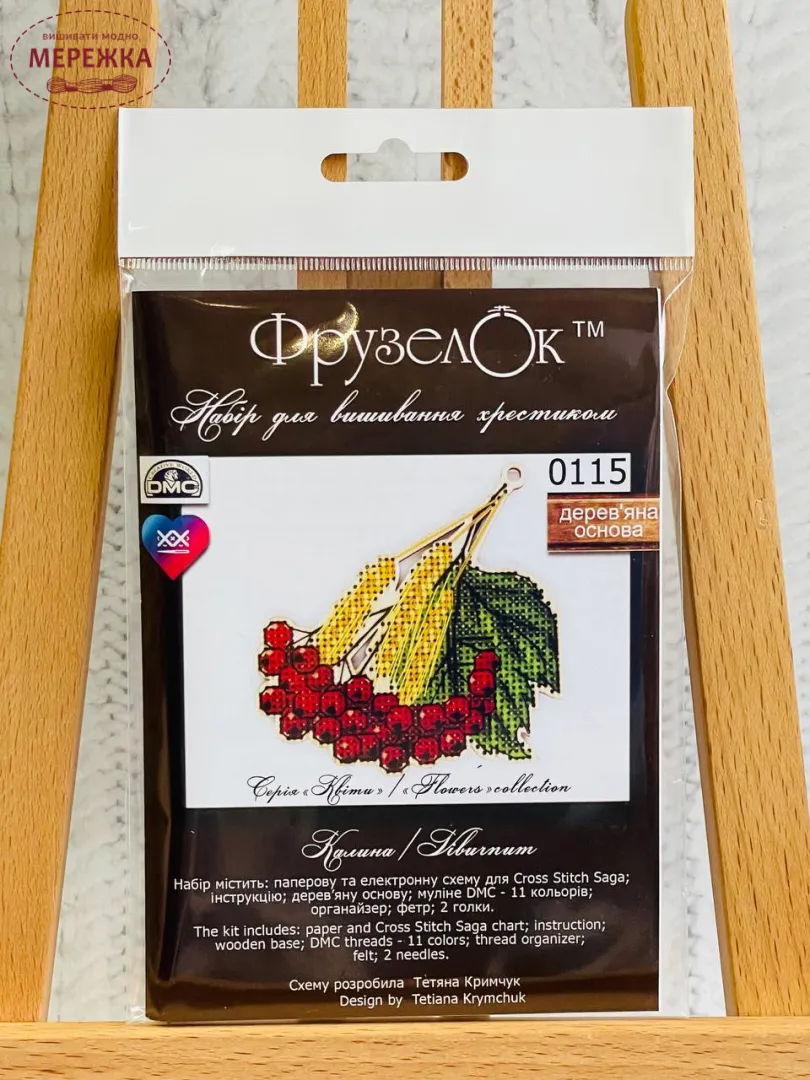 вишивати модно
МЕРЕЖКА
ФрузелОк™
Набір для вишивання хрестиком
DMC
0115
дерев'яна
основа
Серія «Квіти» / «Flowers» collection
Калина / Viburnum
Набір містить: паперову та електронну схему для Cross Stitch Saga;
інструкцію; дерев'яну основу; муліне DMC - 11 кольорів;
органайзер; фетр; 2 голки.
The kit includes: paper and Cross Stitch Saga chart; instruction;
wooden base; DMC threads - 11 colors; thread organizer;
felt; 2 needles.
Схему розробила Тетяна Кримчук
Design by Tetiana Krymchuk